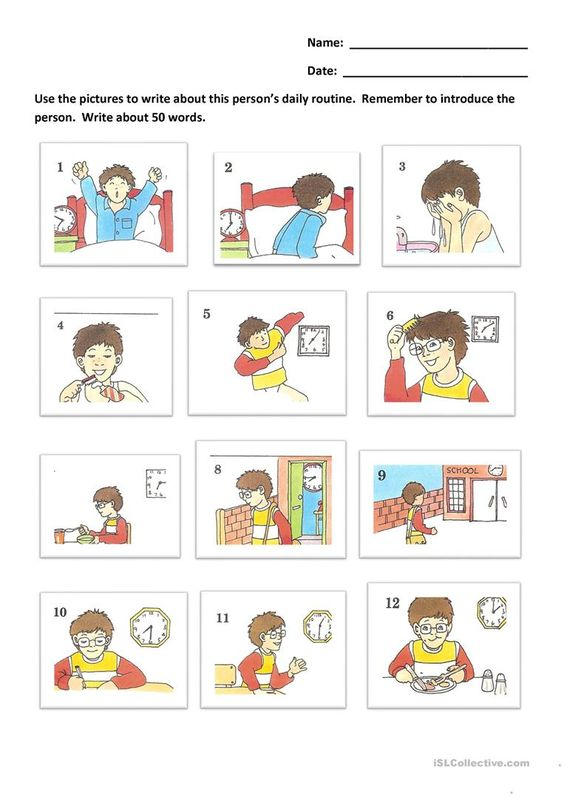 Name: ____________________________
Date: ____________________________
Use the pictures to write about this person’s daily routine.  Remember to introduce the
person.  Write about 50 words.
1
2
3
4
5
6
8
SCHOOL
9
10
11
12
iSLCollective.com